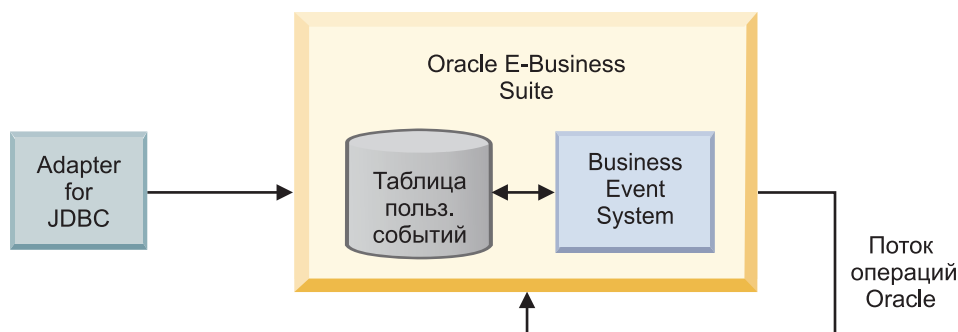 Oracle E-Business
Suite
Adapter
for
JDBC
Таблица
польз.
событий
Business
Event
System
Поток
операций
Oracle